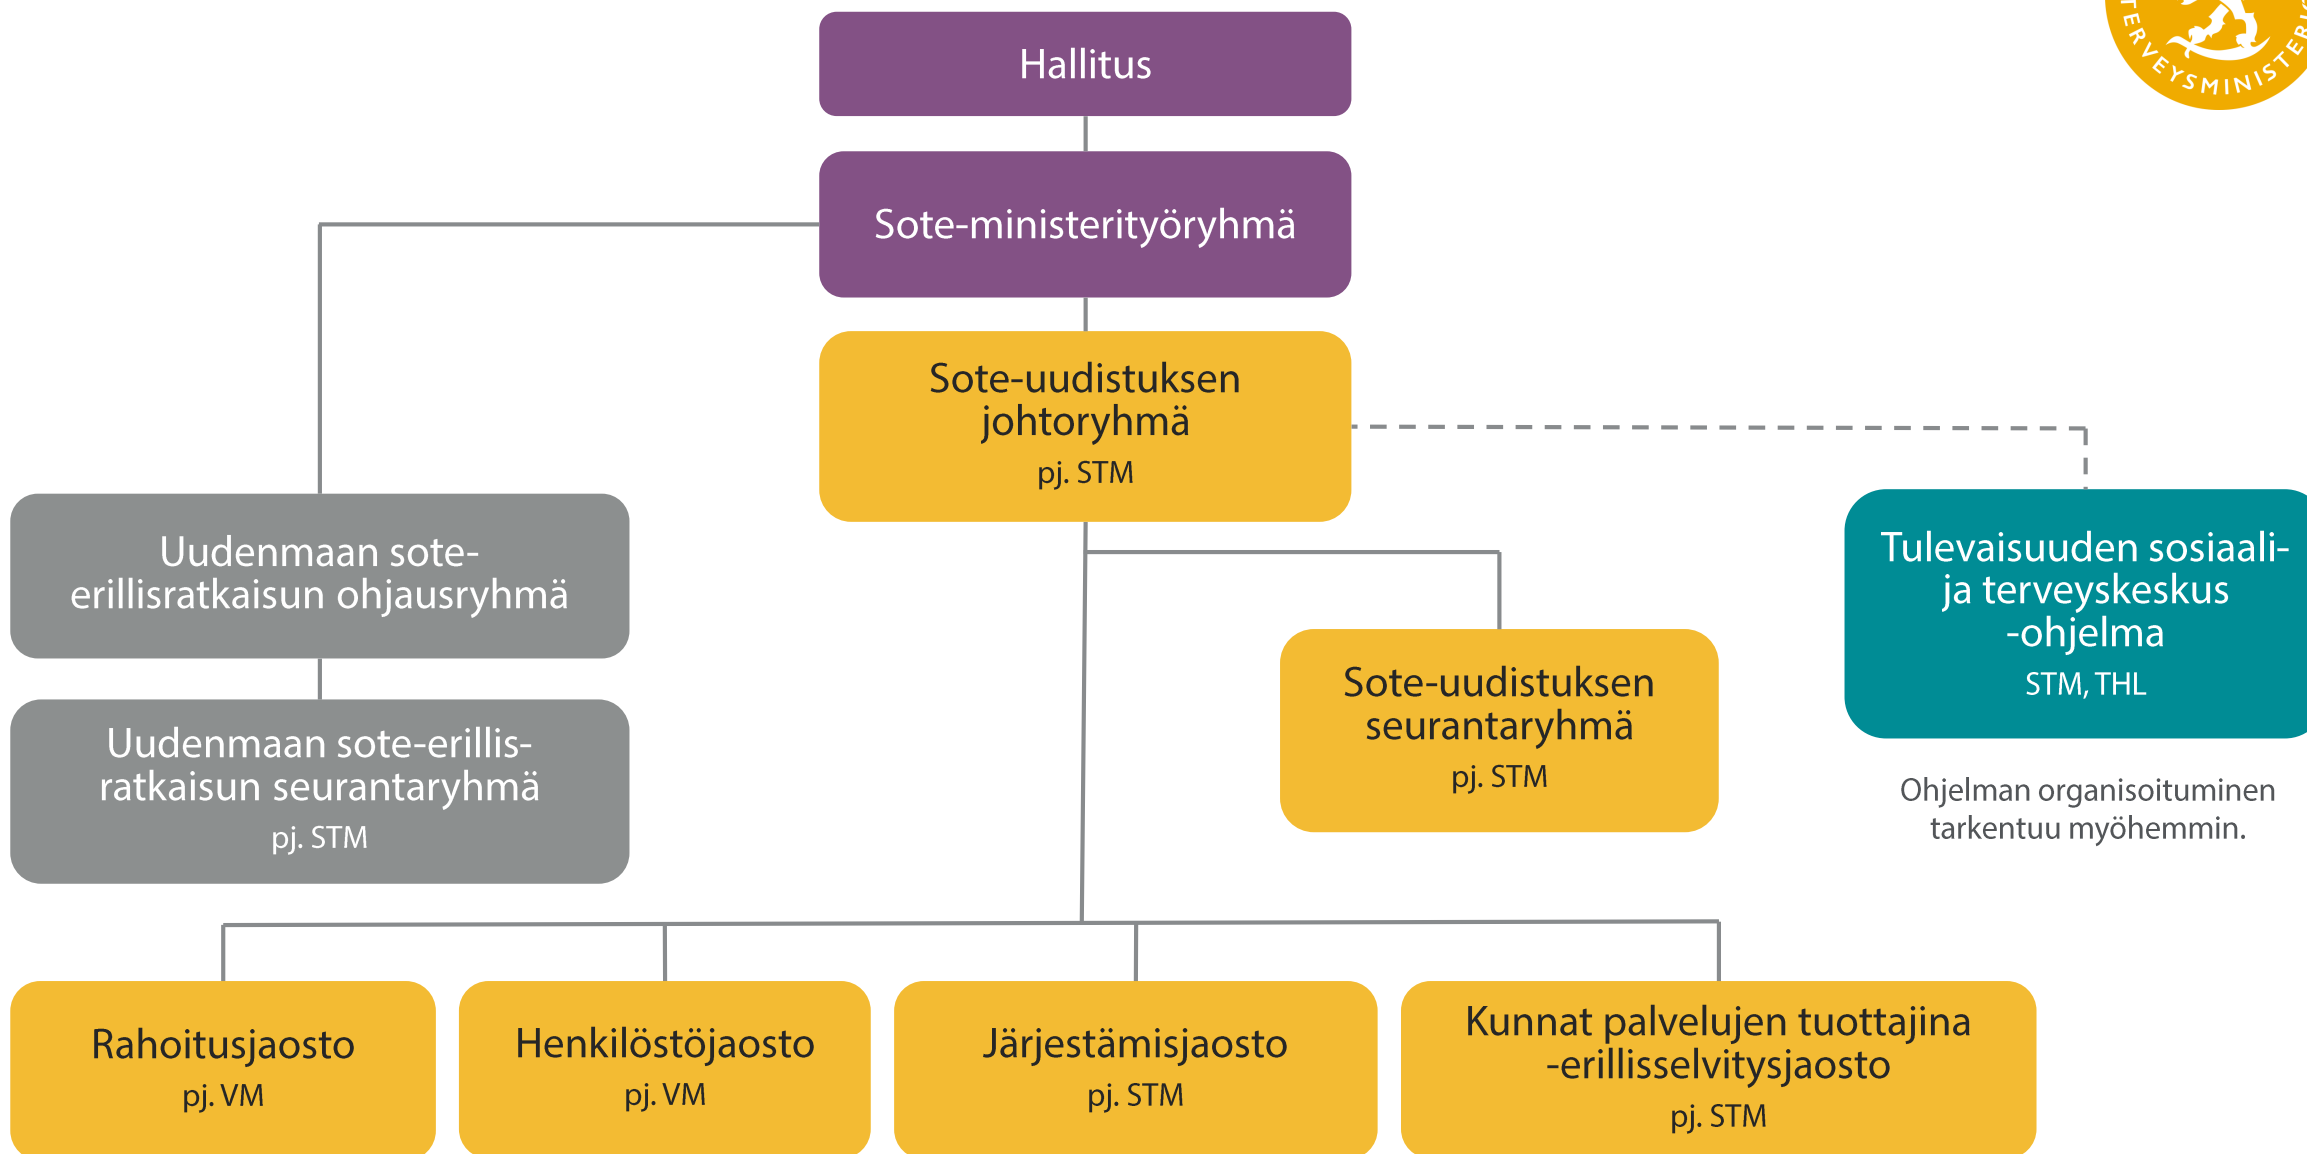 Hallitus
TERVEYSMINISTERI
Sote-ministerityöryhmä
Sote-uudistuksen
johtoryhmä
pj. STM
Uudenmaan sote-
erillisratkaisun ohjausryhmä
Tulevaisuuden sosiaali-
ja terveyskeskus
-ohjelma
STM, THL
Sote-uudistuksen
seurantaryhmä
pj. STM
Uudenmaan sote-erillis-
ratkaisun seurantaryhmä
pj. STM
Ohjelman organisoituminen
tarkentuu myöhemmin.
Rahoitusjaosto
pj. VM
Henkilöstöjaosto
pj. VM
Järjestämisjaosto
pj. STM
Kunnat palvelujen tuottajina
-erillisselvitysjaosto
pj. STM